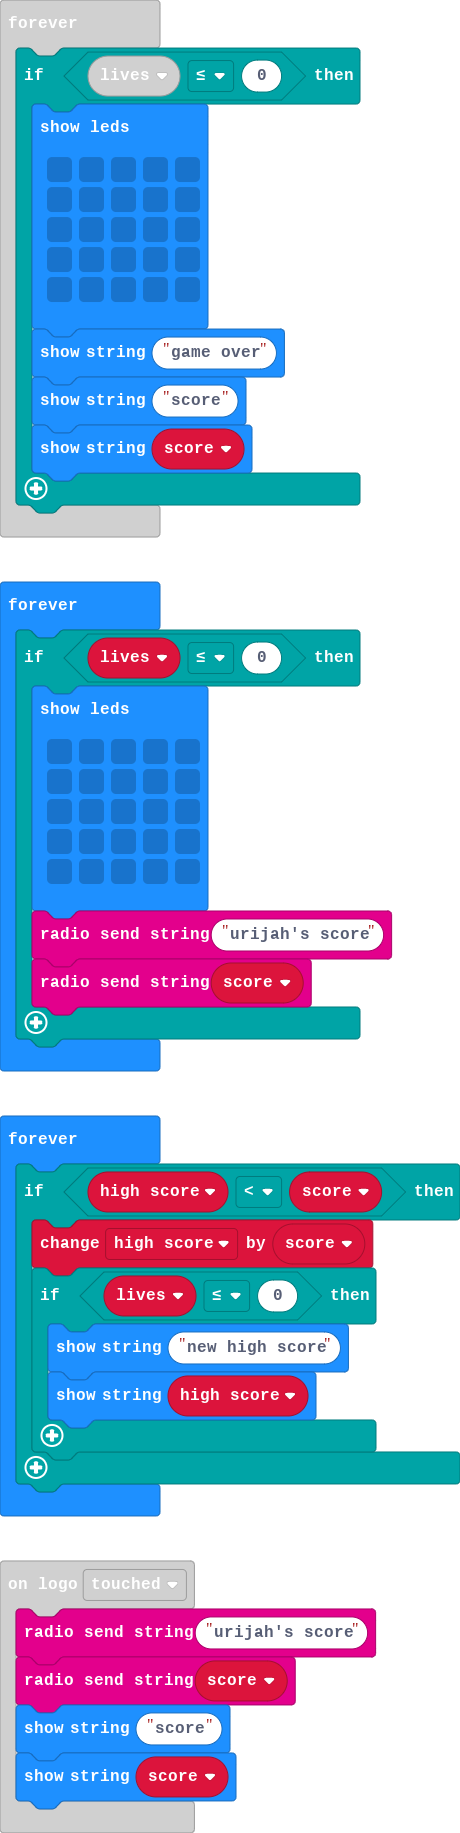 forever
if lives ≤ 0 then
show leds
show string "game over"
show string "score"
show string score
forever
if lives ≤ 0 then
show leds
radio send string "urijah's score"
radio send string score
forever
if high score < score then
change high score by score
if lives ≤ 0 then
show string "new high score"
show string high score
on logo touched
radio send string "urijah's score"
radio send string score
show string "score"
show string score